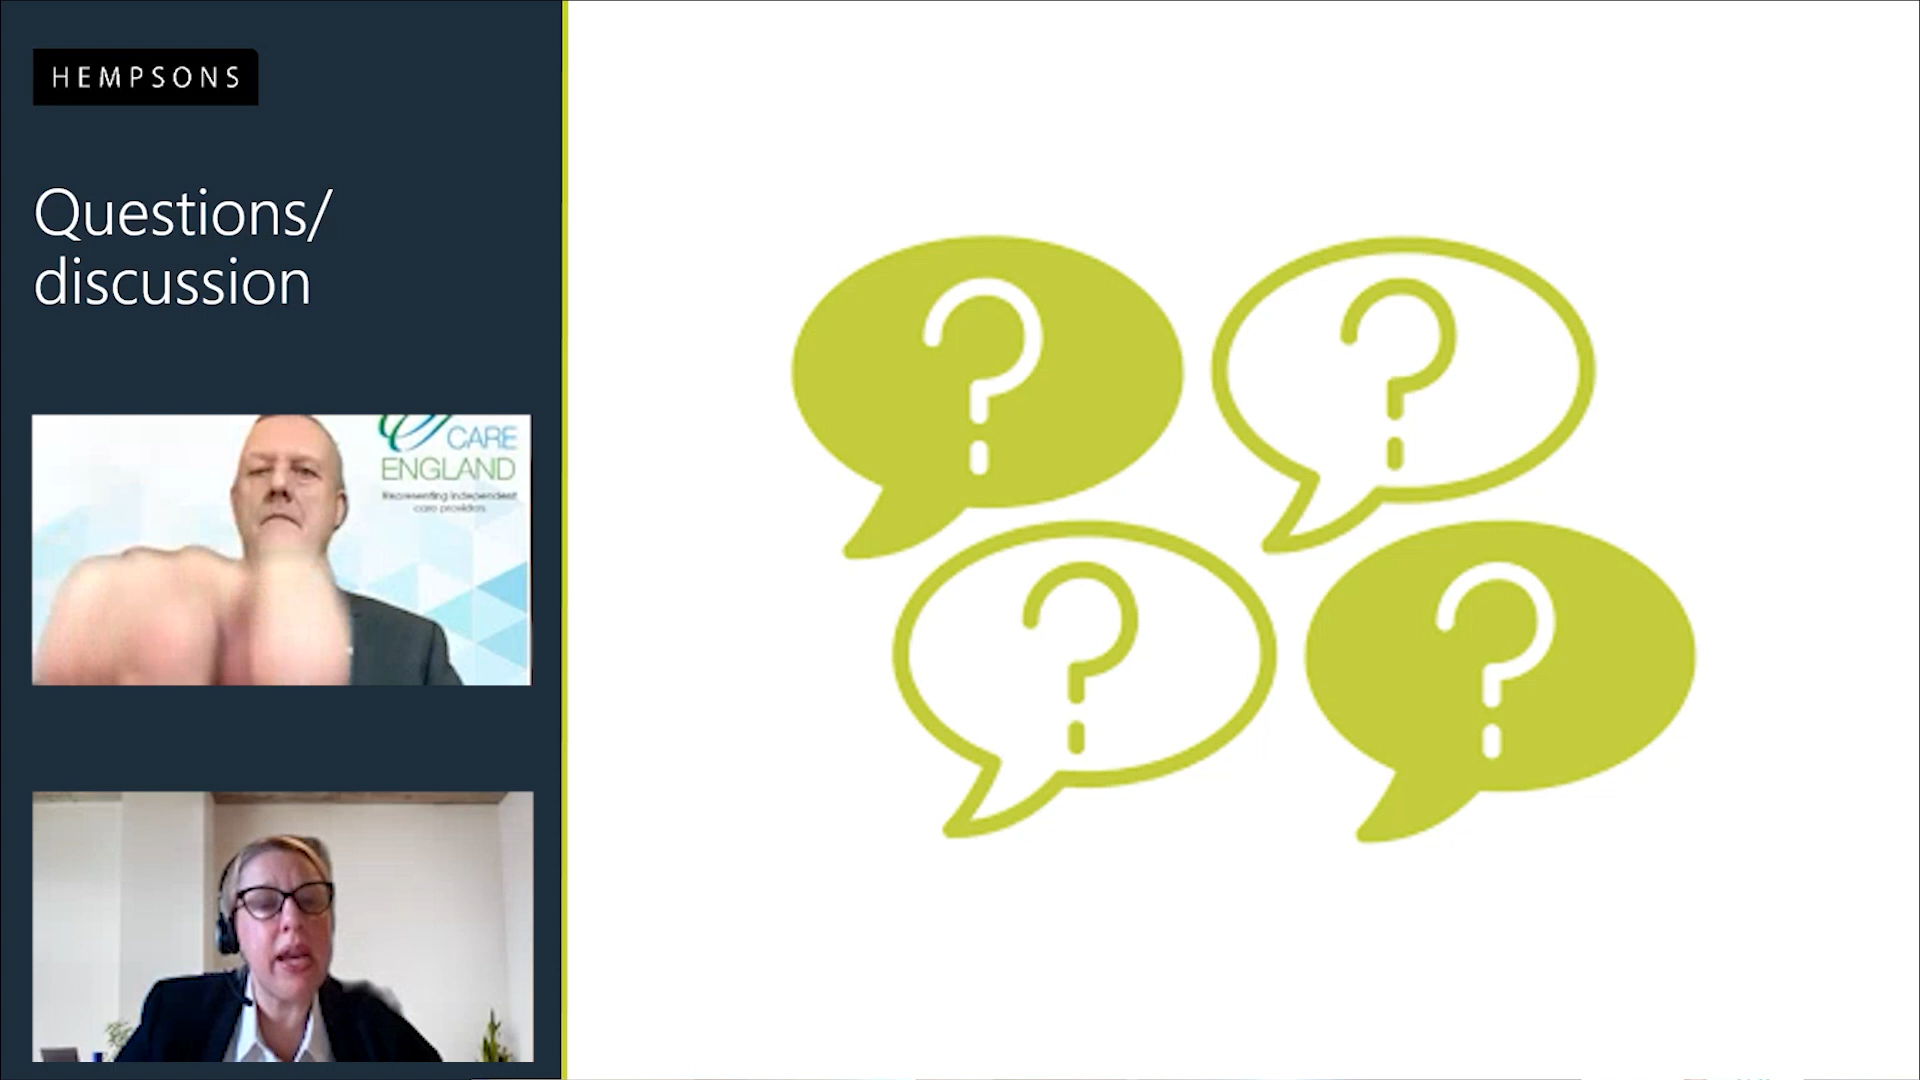 HEMPSONS
Questions/
discussion
CARE
ENGLAND
Representing independent
care providers
? ?
? ?